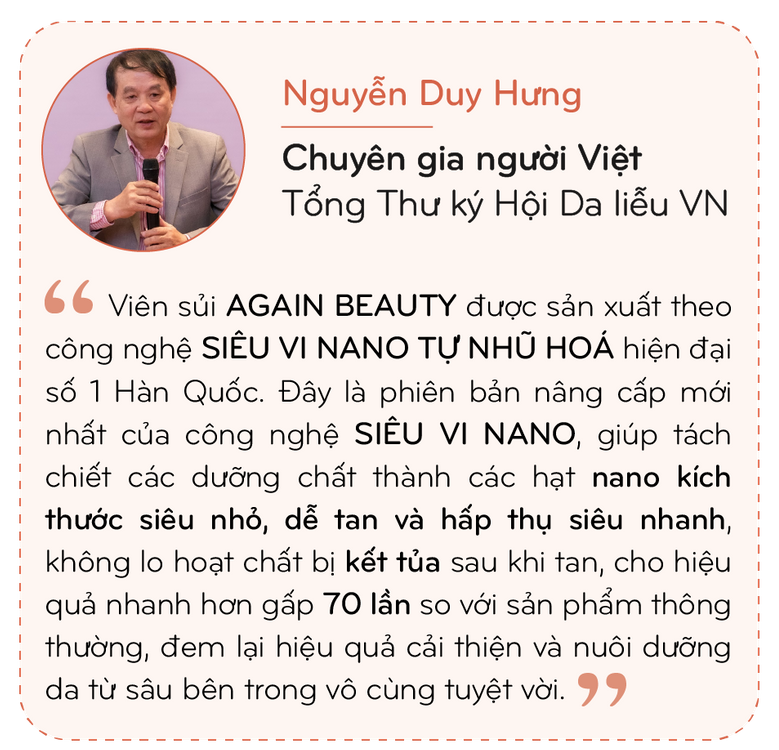 Nguyễn Duy Hưng
Chuyên gia người Việt
Tổng Thư ký Hội Da liễu VN
“ Viên sủi AGAIN BEAUTY được sản xuất theo
công nghệ SIÊU VI NANO TỰ NHŨ HOÁ hiện đại
số 1 Hàn Quốc. Đây là phiên bản nâng cấp mới
nhất của công nghệ SIÊU VI NANO, giúp tách
chiết các dưỡng chất thành các hạt nano kích
thước siêu nhỏ, dễ tan và hấp thụ siêu nhanh,
không lo hoạt chất bị kết tủa sau khi tan, cho hiệu
quả nhanh hơn gấp 70 lần so với sản phẩm thông
thường, đem lại hiệu quả cải thiện và nuôi dưỡng
da từ sâu bên trong vô cùng tuyệt vời. ”